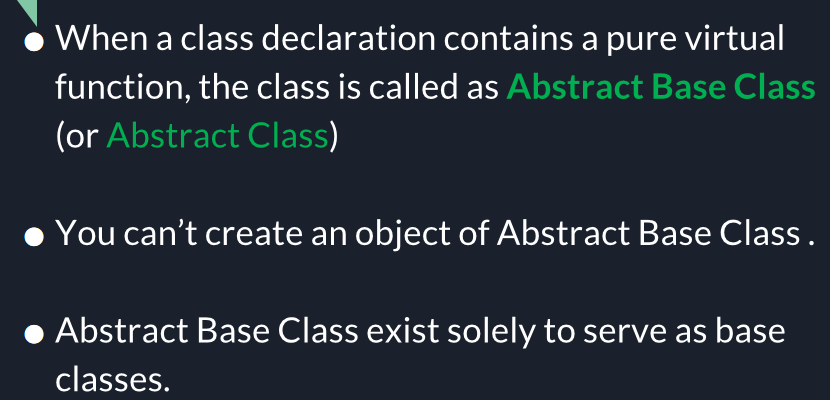 ● When a class declaration contains a pure virtual
function, the class is called as Abstract Base Class
(or Abstract Class)
● You can’t create an object of Abstract Base Class .
● Abstract Base Class exist solely to serve as base
classes.